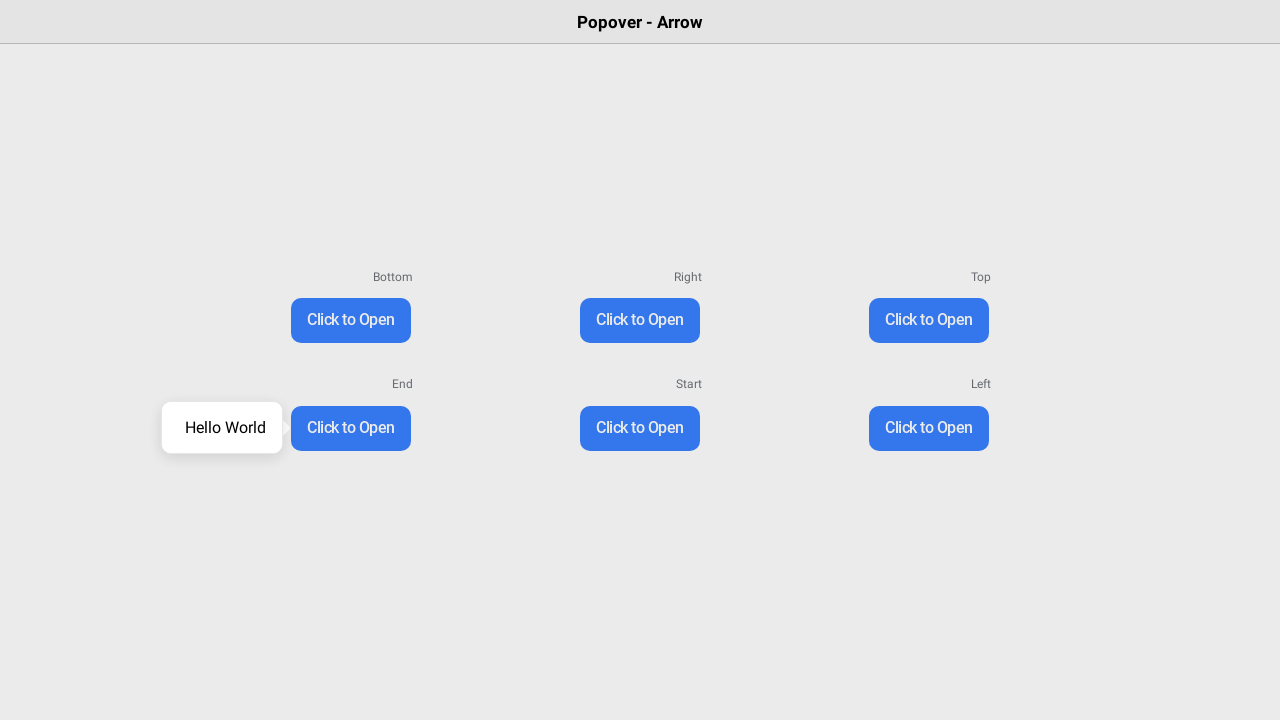 Popover - Arrow
Bottom
Right
Top
Click to Open
Click to Open
Click to Open
End
Start
Left
Hello World
Click to Open
Click to Open
Click to Open